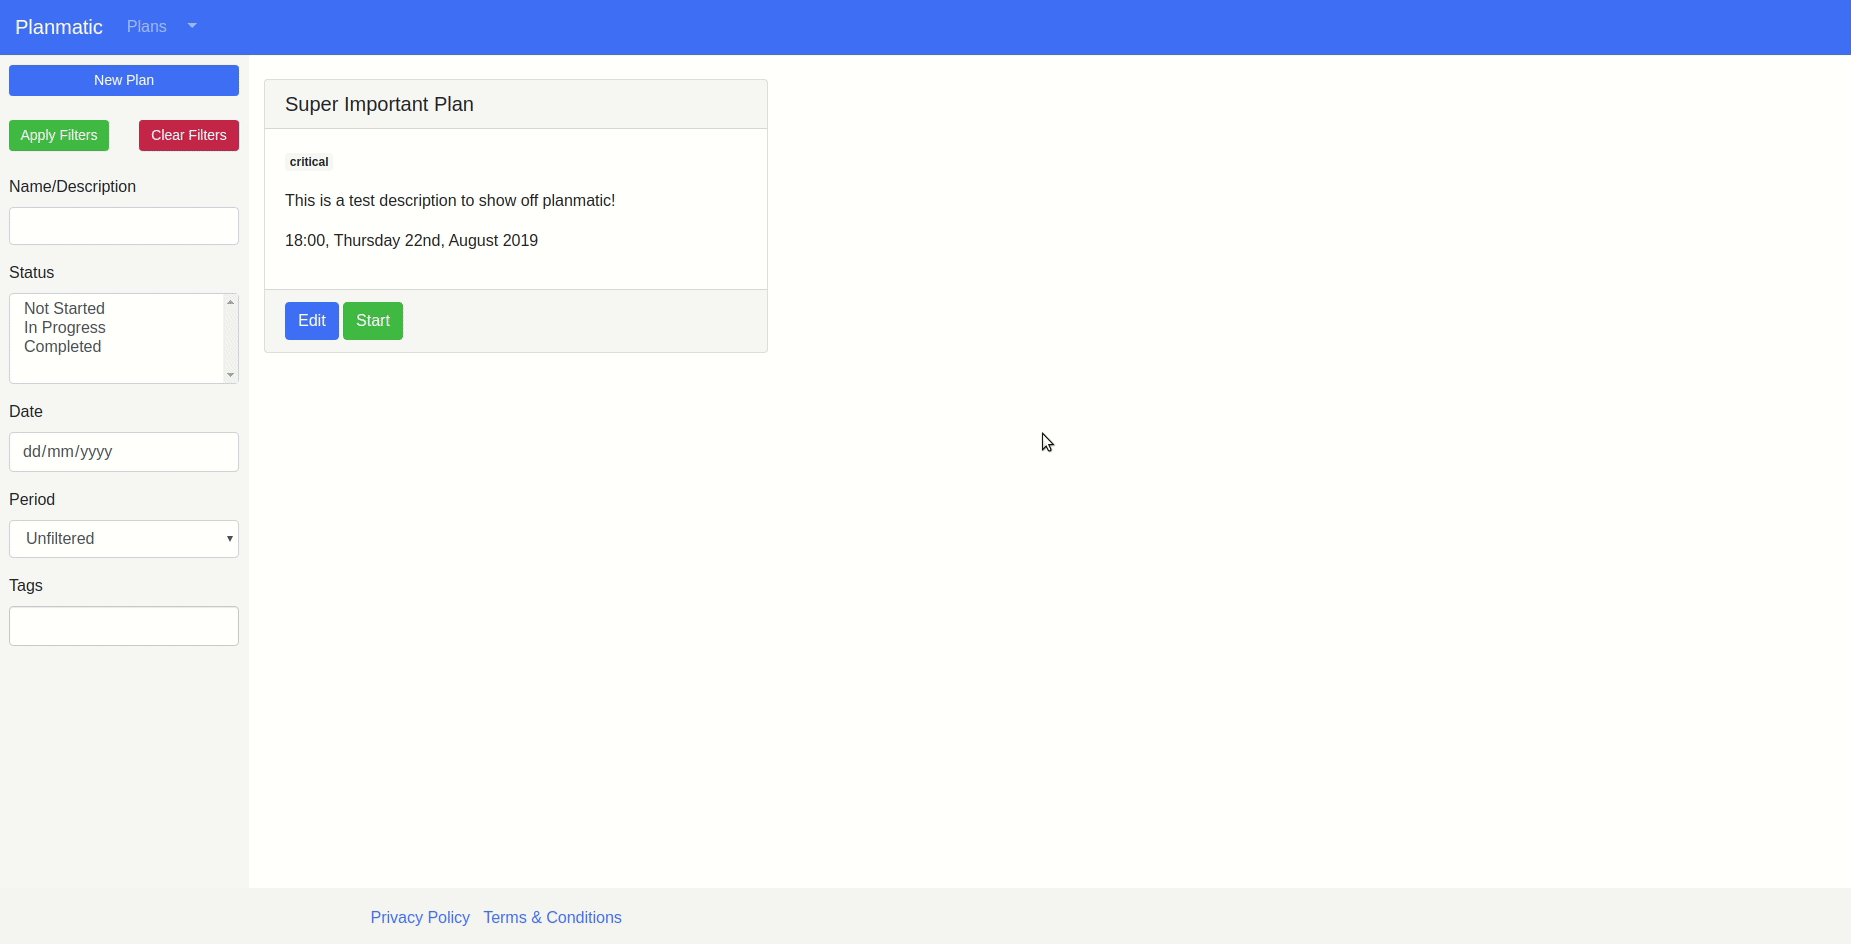 Planmatic Plans
New Plan
Apply Filters Clear Filters
Name/Description
Status
Not Started
In Progress
Completed
Date
dd/mm/yyyy
Period
Unfiltered
Tags
Super Important Plan
critical
This is a test description to show off planmatic!
18:00, Thursday 22nd, August 2019
Edit Start
Privacy Policy Terms & Conditions